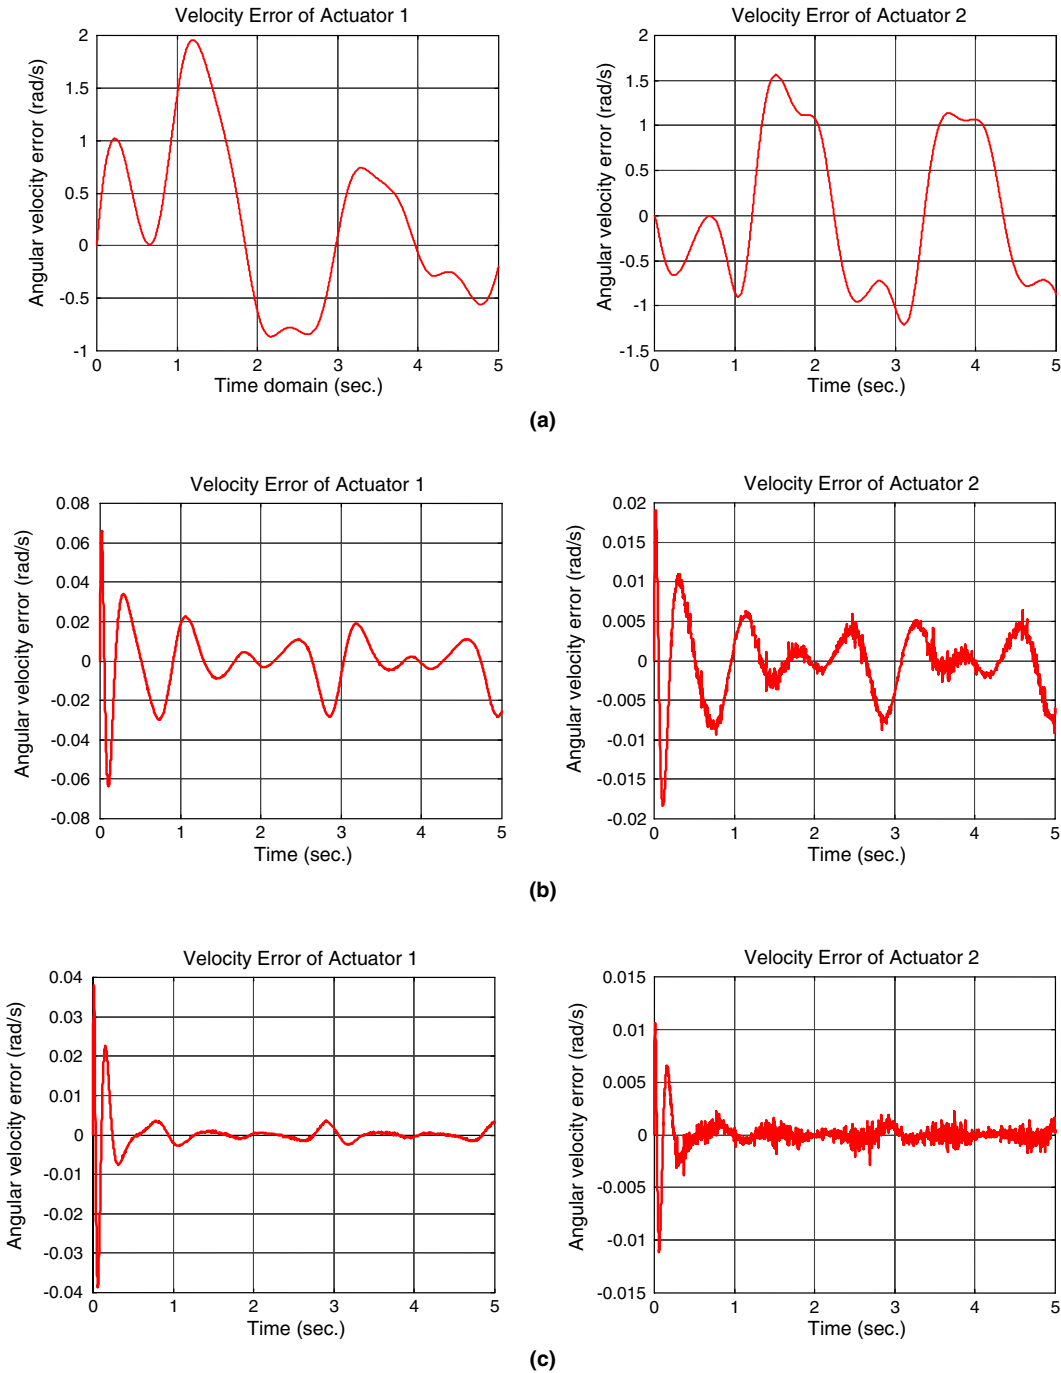 Velocity Error of Actuator 1
Angular velocity error (rad/s)
2
1.5
1
0.5
0
-0.5
-1
0 1 2 3 4 5
Time domain (sec.)
Velocity Error of Actuator 2
Angular velocity error (rad/s)
2
1.5
1
0.5
0
-0.5
-1
-1.5
0 1 2 3 4 5
Time (sec.)
(a)
Velocity Error of Actuator 1
Angular velocity error (rad/s)
0.08
0.06
0.04
0.02
0
-0.02
-0.04
-0.06
-0.08
0 1 2 3 4 5
Time (sec.)
Velocity Error of Actuator 2
Angular velocity error (rad/s)
0.02
0.015
0.01
0.005
0
-0.005
-0.01
-0.015
-0.02
0 1 2 3 4 5
Time (sec.)
(b)
Velocity Error of Actuator 1
Angular velocity error (rad/s)
0.04
0.03
0.02
0.01
0
-0.01
-0.02
-0.03
-0.04
0 1 2 3 4 5
Time (sec.)
Velocity Error of Actuator 2
Angular velocity error (rad/s)
0.015
0.01
0.005
0
-0.005
-0.01
-0.015
0 1 2 3 4 5
Time (sec.)
(c)